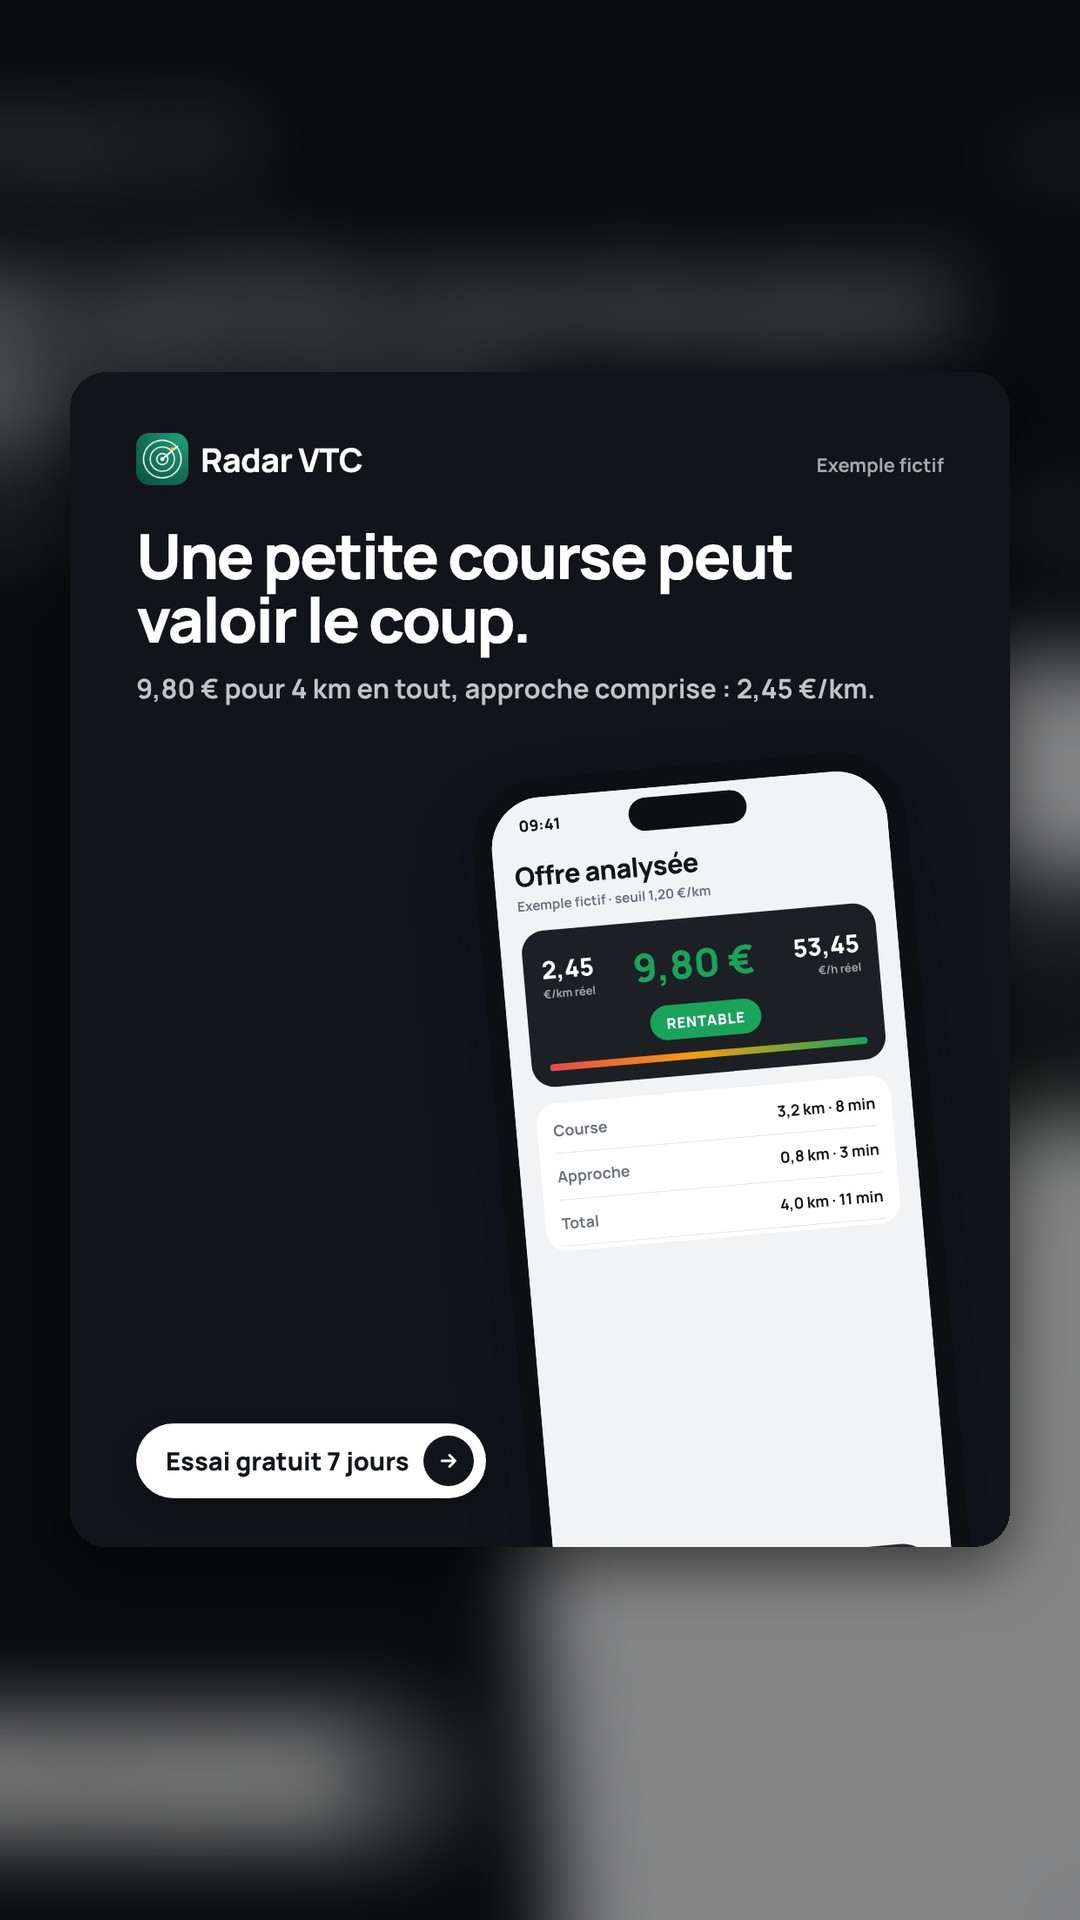 Radar VTC
Exemple fictif
Une petite course peut
valoir le coup.
9,80 € pour 4 km en tout, approche comprise : 2,45 €/km.
09:41
Offre analysée
Exemple fictif · seuil 1,20 €/km
2,45
€/km réel
9,80 €
53,45
€/h réel
RENTABLE
Course
3,2 km · 8 min
Approche
0,8 km · 3 min
Total
4,0 km · 11 min
Essai gratuit 7 jours